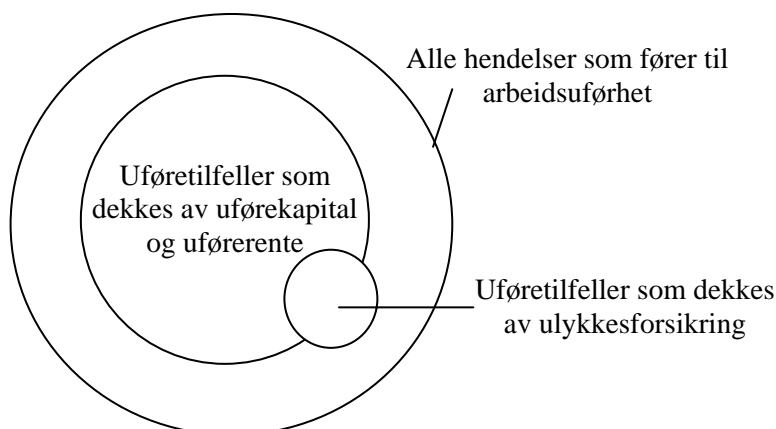 Alle hendelser som fører til
arbeidsuførhet
Uføretilfeller som
dekkes av uførekapital
og uførerente
Uføretilfeller som dekkes
av ulykkesforsikring